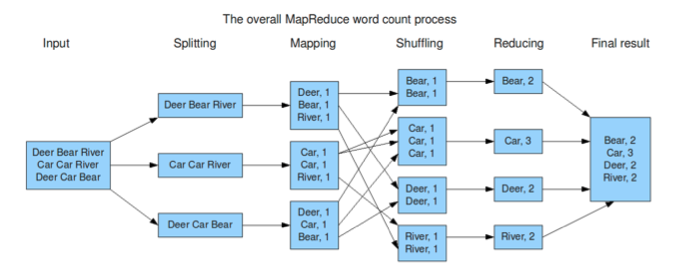 The overall MapReduce word count process
Input
Splitting
Mapping
Shuffling
Reducing
Final result
Deer Bear River
Car Car River
Deer Car Bear
Deer Bear River
Car Car River
Deer Car Bear
Deer, 1
Bear, 1
River, 1
Car, 1
Car, 1
River, 1
Deer, 1
Car, 1
Bear, 1
Bear, 1
Bear, 1
Car, 1
Car, 1
Car, 1
Deer, 1
Deer, 1
River, 1
River, 1
Bear, 2
Car, 3
Deer, 2
River, 2
Bear, 2
Car, 3
Deer, 2
River, 2